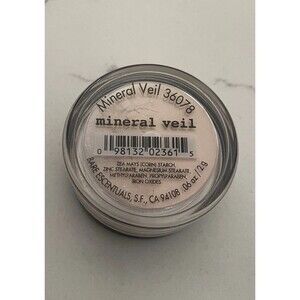 Mineral Veil 36078
mineral veil
0 98132 02361 5
ZEA MAYS (CORN) STARCH,
ZINC STEARATE, MAGNESIUM STEARATE,
METHYLPARABEN, PROPYLPARABEN,
IRON OXIDES
BARE ESCENTUALS, S.F., CA 94108 .06 oz / 2g